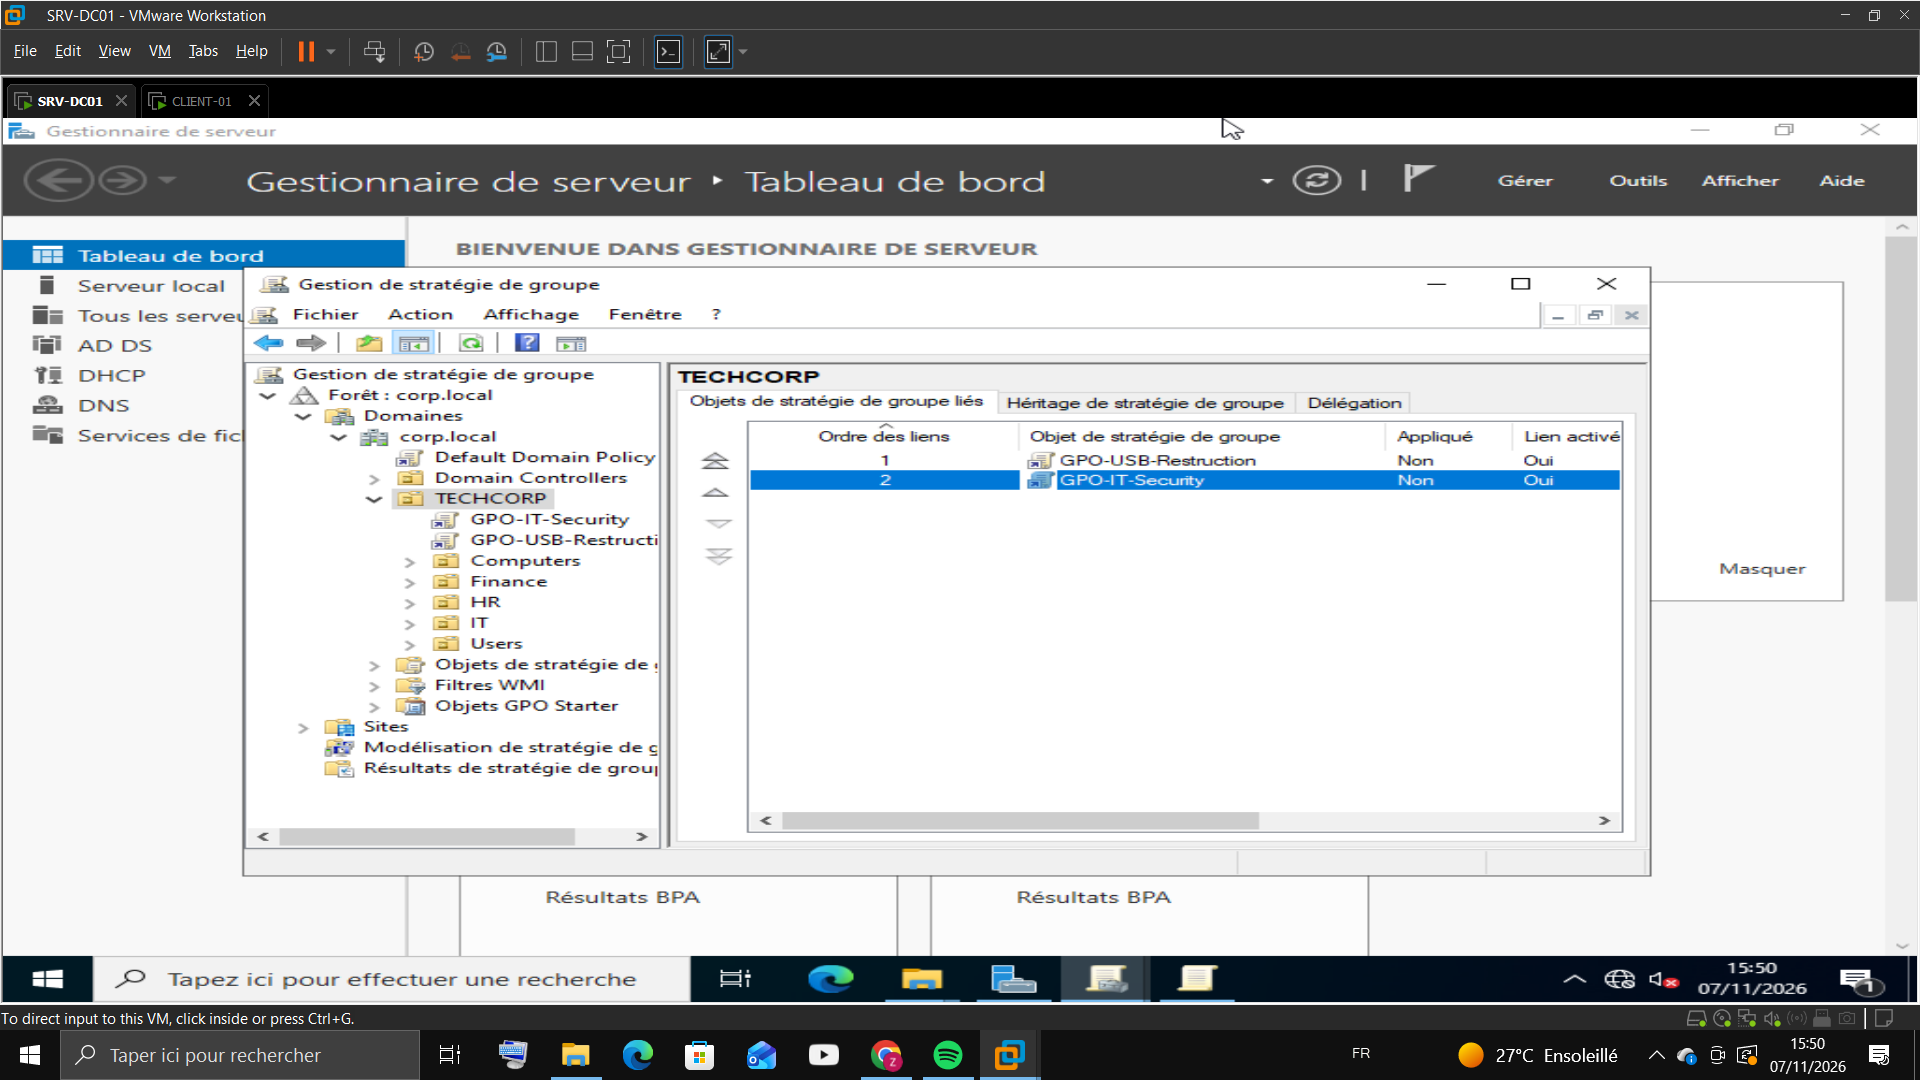 SRV-DC01 - VMware Workstation
File Edit View VM Tabs Help
SRV-DC01 CLIENT-01
Gestionnaire de serveur
Gestionnaire de serveur Tableau de bord
Gérer Outils Afficher Aide
BIENVENUE DANS GESTIONNAIRE DE SERVEUR
Tableau de bord
Serveur local
Tous les serveu
AD DS
DHCP
DNS
Services de fich
Masquer
Gestion de stratégie de groupe
Fichier Action Affichage Fenêtre ?
Gestion de stratégie de groupe
Forêt : corp.local
Domaines
corp.local
Default Domain Policy
Domain Controllers
TECHCORP
GPO-IT-Security
GPO-USB-Restructi
Computers
Finance
HR
IT
Users
Objets de stratégie de g
Filtres WMI
Objets GPO Starter
Sites
Modélisation de stratégie de g
Résultats de stratégie de group
TECHCORP
Objets de stratégie de groupe liés Héritage de stratégie de groupe Délégation
Ordre des liens Objet de stratégie de groupe Appliqué Lien activé
1 GPO-USB-Restruction Non Oui
2 GPO-IT-Security Non Oui
Résultats BPA Résultats BPA
Tapez ici pour effectuer une recherche
15:50
07/11/2026
1
To direct input to this VM, click inside or press Ctrl+G.
Taper ici pour rechercher
FR
27°C Ensoleillé
15:50
07/11/2026